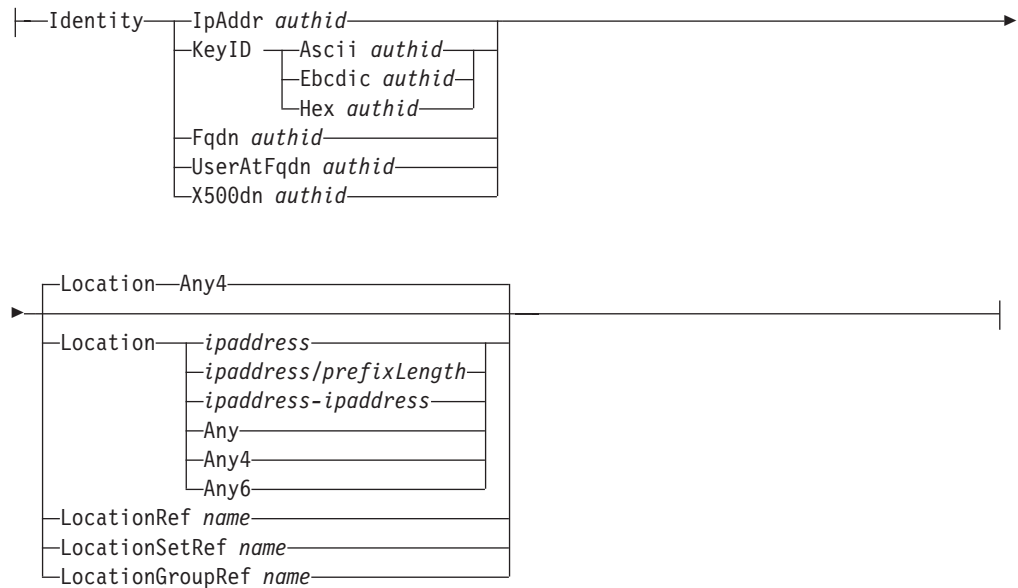 Identity IpAddr authid
KeyID Ascii authid
Ebcdic authid
Hex authid
Fqdn authid
UserAtFqdn authid
X500dn authid
Location Any4
Location ipaddress
ipaddress/prefixLength
ipaddress-ipaddress
Any
Any4
Any6
LocationRef name
LocationSetRef name
LocationGroupRef name